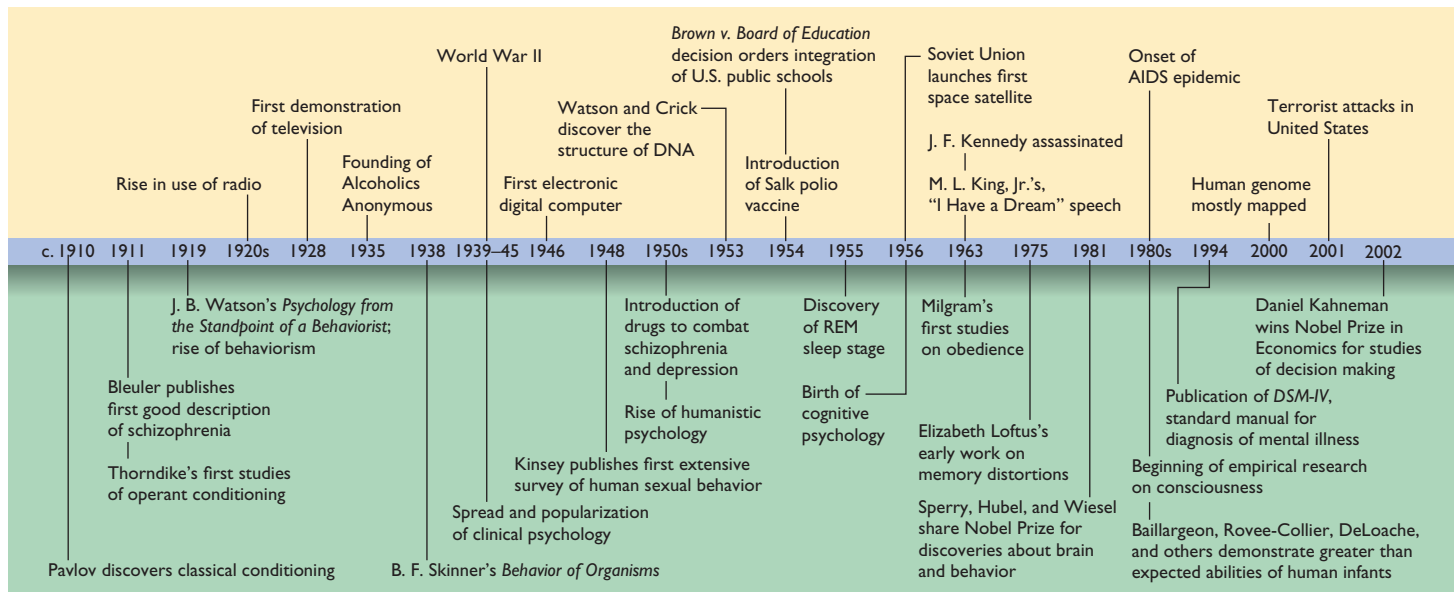 Brown v. Board of Education
decision orders integration
of U.S. public schools
World War II
Soviet Union
launches first
space satellite
Onset of
AIDS epidemic
First demonstration
of television
Watson and Crick
discover the
structure of DNA
Terrorist attacks in
United States
J. F. Kennedy assassinated
Founding of
Alcoholics
Anonymous
Introduction
of Salk polio
vaccine
Rise in use of radio
First electronic
digital computer
M. L. King, Jr.'s,
“I Have a Dream” speech
Human genome
mostly mapped
c. 1910 1911 1919 1920s 1928 1935 1938 1939–45 1946 1948 1950s 1953 1954 1955 1956 1963 1975 1981 1980s 1994 2000 2001 2002
J. B. Watson's Psychology from
the Standpoint of a Behaviorist;
rise of behaviorism
Introduction of
drugs to combat
schizophrenia
and depression
Discovery
of REM
sleep stage
Milgram's
first studies
on obedience
Daniel Kahneman
wins Nobel Prize in
Economics for studies
of decision making
Bleuler publishes
first good description
of schizophrenia
Rise of humanistic
psychology
Birth of
cognitive
psychology
Publication of DSM-IV,
standard manual for
diagnosis of mental illness
Elizabeth Loftus's
early work on
memory distortions
Thorndike's first studies
of operant conditioning
Kinsey publishes first extensive
survey of human sexual behavior
Beginning of empirical research
on consciousness
Spread and popularization
of clinical psychology
Sperry, Hubel, and Wiesel
share Nobel Prize for
discoveries about brain
and behavior
Baillargeon, Rovee-Collier, DeLoache,
and others demonstrate greater than
expected abilities of human infants
Pavlov discovers classical conditioning
B. F. Skinner's Behavior of Organisms